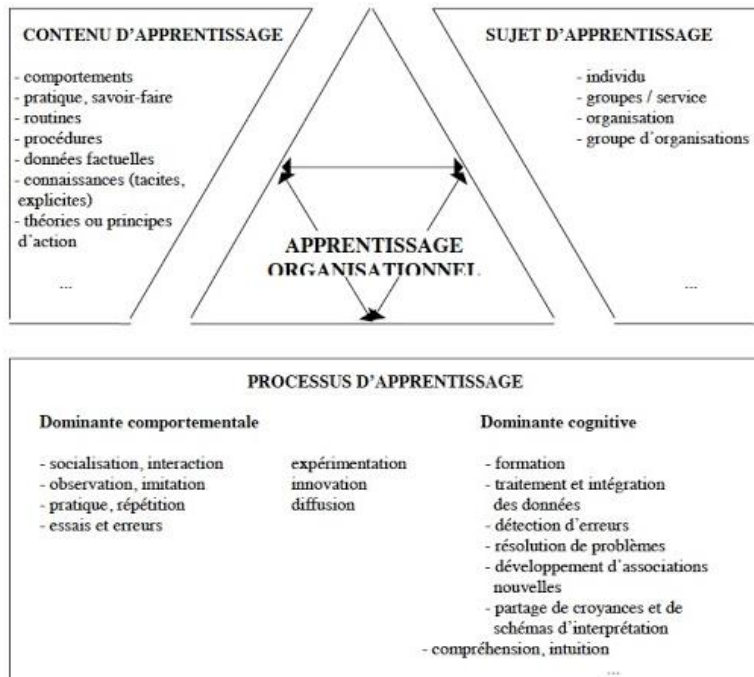 CONTENU D'APPRENTISSAGE
- comportements
- pratique, savoir-faire
- routines
- procédures
- données factuelles
- connaissances (tacites,
explicites)
- théories ou principes
d'action
...
SUJET D'APPRENTISSAGE
- individu
- groupes / service
- organisation
- groupe d'organisations
...
APPRENTISSAGE
ORGANISATIONNEL
PROCESSUS D'APPRENTISSAGE
Dominante comportementale
- socialisation, interaction
- observation, imitation
- pratique, répétition
- essais et erreurs
expérimentation
innovation
diffusion
Dominante cognitive
- formation
- traitement et intégration
des données
- détection d'erreurs
- résolution de problèmes
- développement d'associations
nouvelles
- partage de croyances et de
schémas d'interprétation
- compréhension, intuition
...